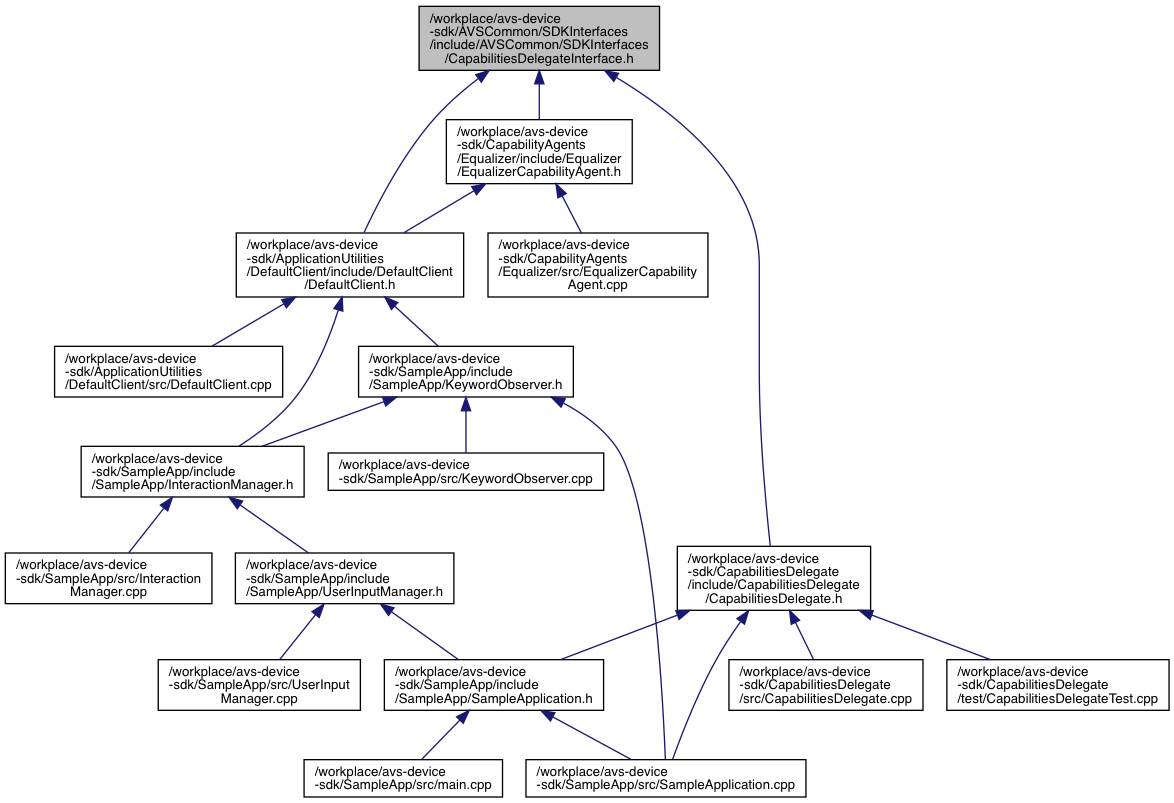 /workplace/avs-device
-sdk/AVSCommon/SDKInterfaces
/include/AVSCommon/SDKInterfaces
/CapabilitiesDelegateInterface.h
/workplace/avs-device
-sdk/CapabilityAgents
/Equalizer/include/Equalizer
/EqualizerCapabilityAgent.h
/workplace/avs-device
-sdk/ApplicationUtilities
/DefaultClient/include/DefaultClient
/DefaultClient.h
/workplace/avs-device
-sdk/CapabilityAgents
/Equalizer/src/EqualizerCapability
Agent.cpp
/workplace/avs-device
-sdk/ApplicationUtilities
/DefaultClient/src/DefaultClient.cpp
/workplace/avs-device
-sdk/SampleApp/include
/SampleApp/KeywordObserver.h
/workplace/avs-device
-sdk/SampleApp/include
/SampleApp/InteractionManager.h
/workplace/avs-device
-sdk/SampleApp/src/KeywordObserver.cpp
/workplace/avs-device
-sdk/SampleApp/src/Interaction
Manager.cpp
/workplace/avs-device
-sdk/SampleApp/include
/SampleApp/UserInputManager.h
/workplace/avs-device
-sdk/CapabilitiesDelegate
/include/CapabilitiesDelegate
/CapabilitiesDelegate.h
/workplace/avs-device
-sdk/SampleApp/src/UserInput
Manager.cpp
/workplace/avs-device
-sdk/SampleApp/include
/SampleApp/SampleApplication.h
/workplace/avs-device
-sdk/CapabilitiesDelegate
/src/CapabilitiesDelegate.cpp
/workplace/avs-device
-sdk/CapabilitiesDelegate
/test/CapabilitiesDelegateTest.cpp
/workplace/avs-device
-sdk/SampleApp/src/main.cpp
/workplace/avs-device
-sdk/SampleApp/src/SampleApplication.cpp